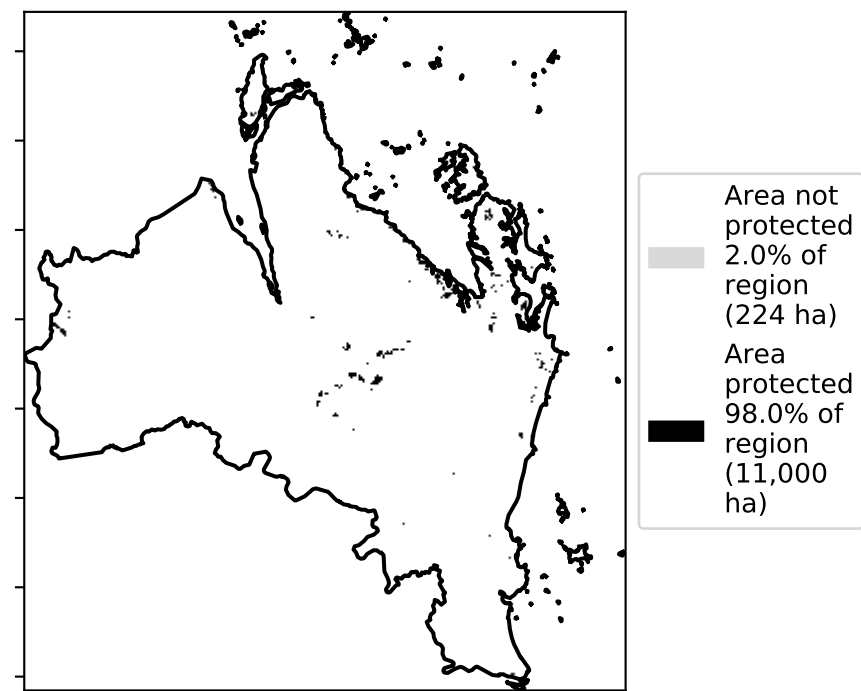 Area not
protected
2.0% of
region
(224 ha)
Area
protected
98.0% of
region
(11,000
ha)